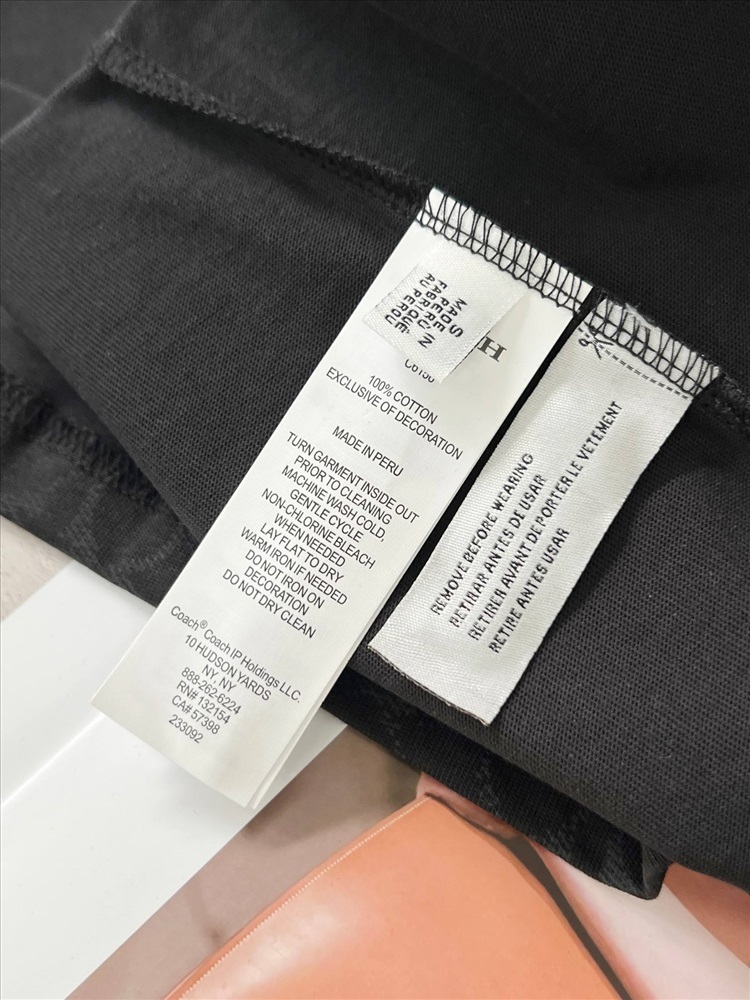 S
MADE IN
PERU
FABRIQUÉ
AU PEROU
H
100% COTTON
EXCLUSIVE OF DECORATION
MADE IN PERU
TURN GARMENT INSIDE OUT
PRIOR TO CLEANING
MACHINE WASH COLD,
GENTLE CYCLE
NON-CHLORINE BLEACH
WHEN NEEDED
LAY FLAT TO DRY
WARM IRON IF NEEDED
DO NOT IRON ON
DECORATION
DO NOT DRY CLEAN
Coach® Coach IP Holdings LLC.
10 HUDSON YARDS
NY, NY
888-262-6224
RN# 132154
CA# 57398
233092
REMOVE BEFORE WEARING
RETIRAR ANTES DE USAR
RETIRER AVANT DE PORTER LE VETEMENT
RETIRE ANTES USAR